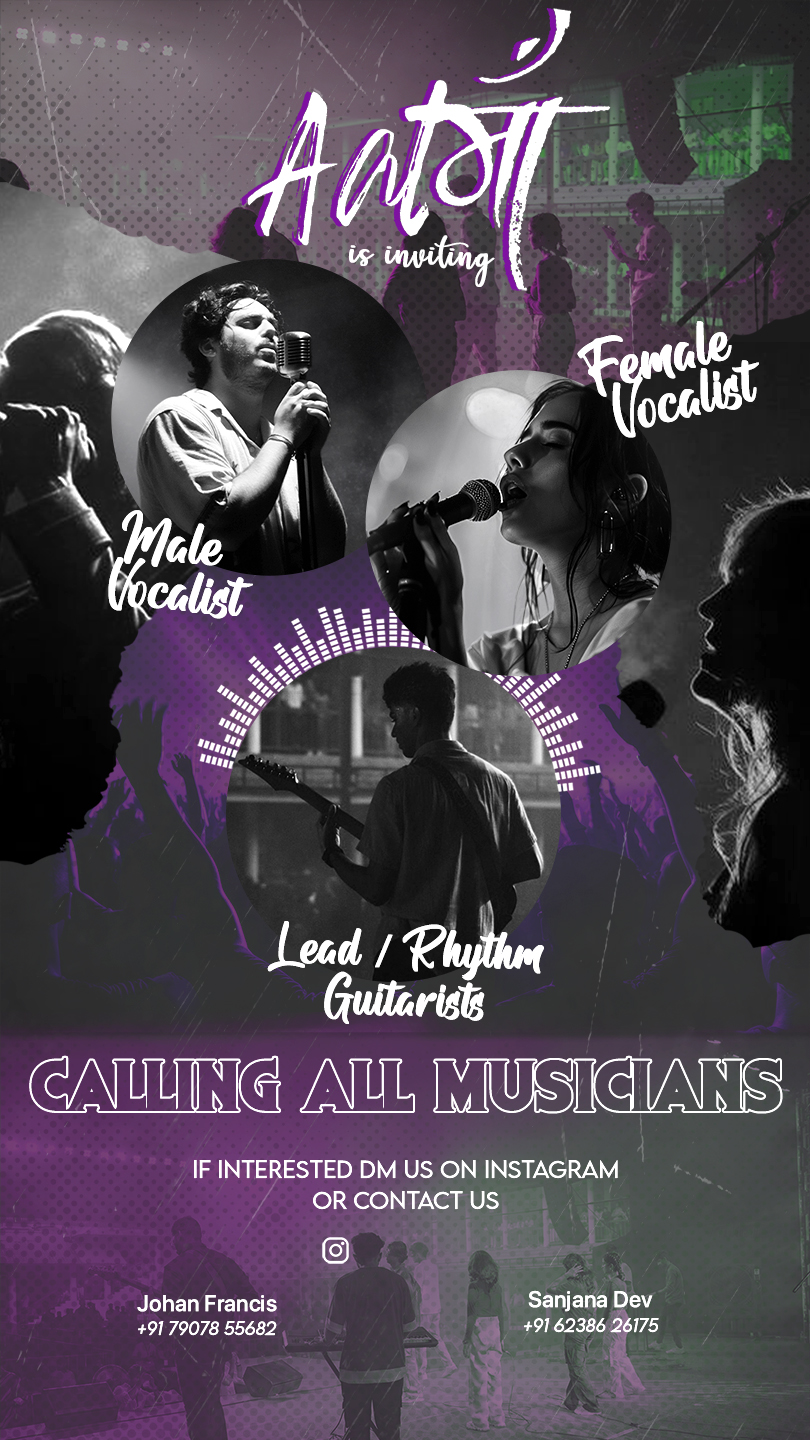 Aatमाँ
is inviting
Female
Vocalist
Male
Vocalist
Lead / Rhythm
Guitarists
CALLING ALL MUSICIANS
IF INTERESTED DM US ON INSTAGRAM
OR CONTACT US
Johan Francis
+91 79078 55682
Sanjana Dev
+91 62386 26175